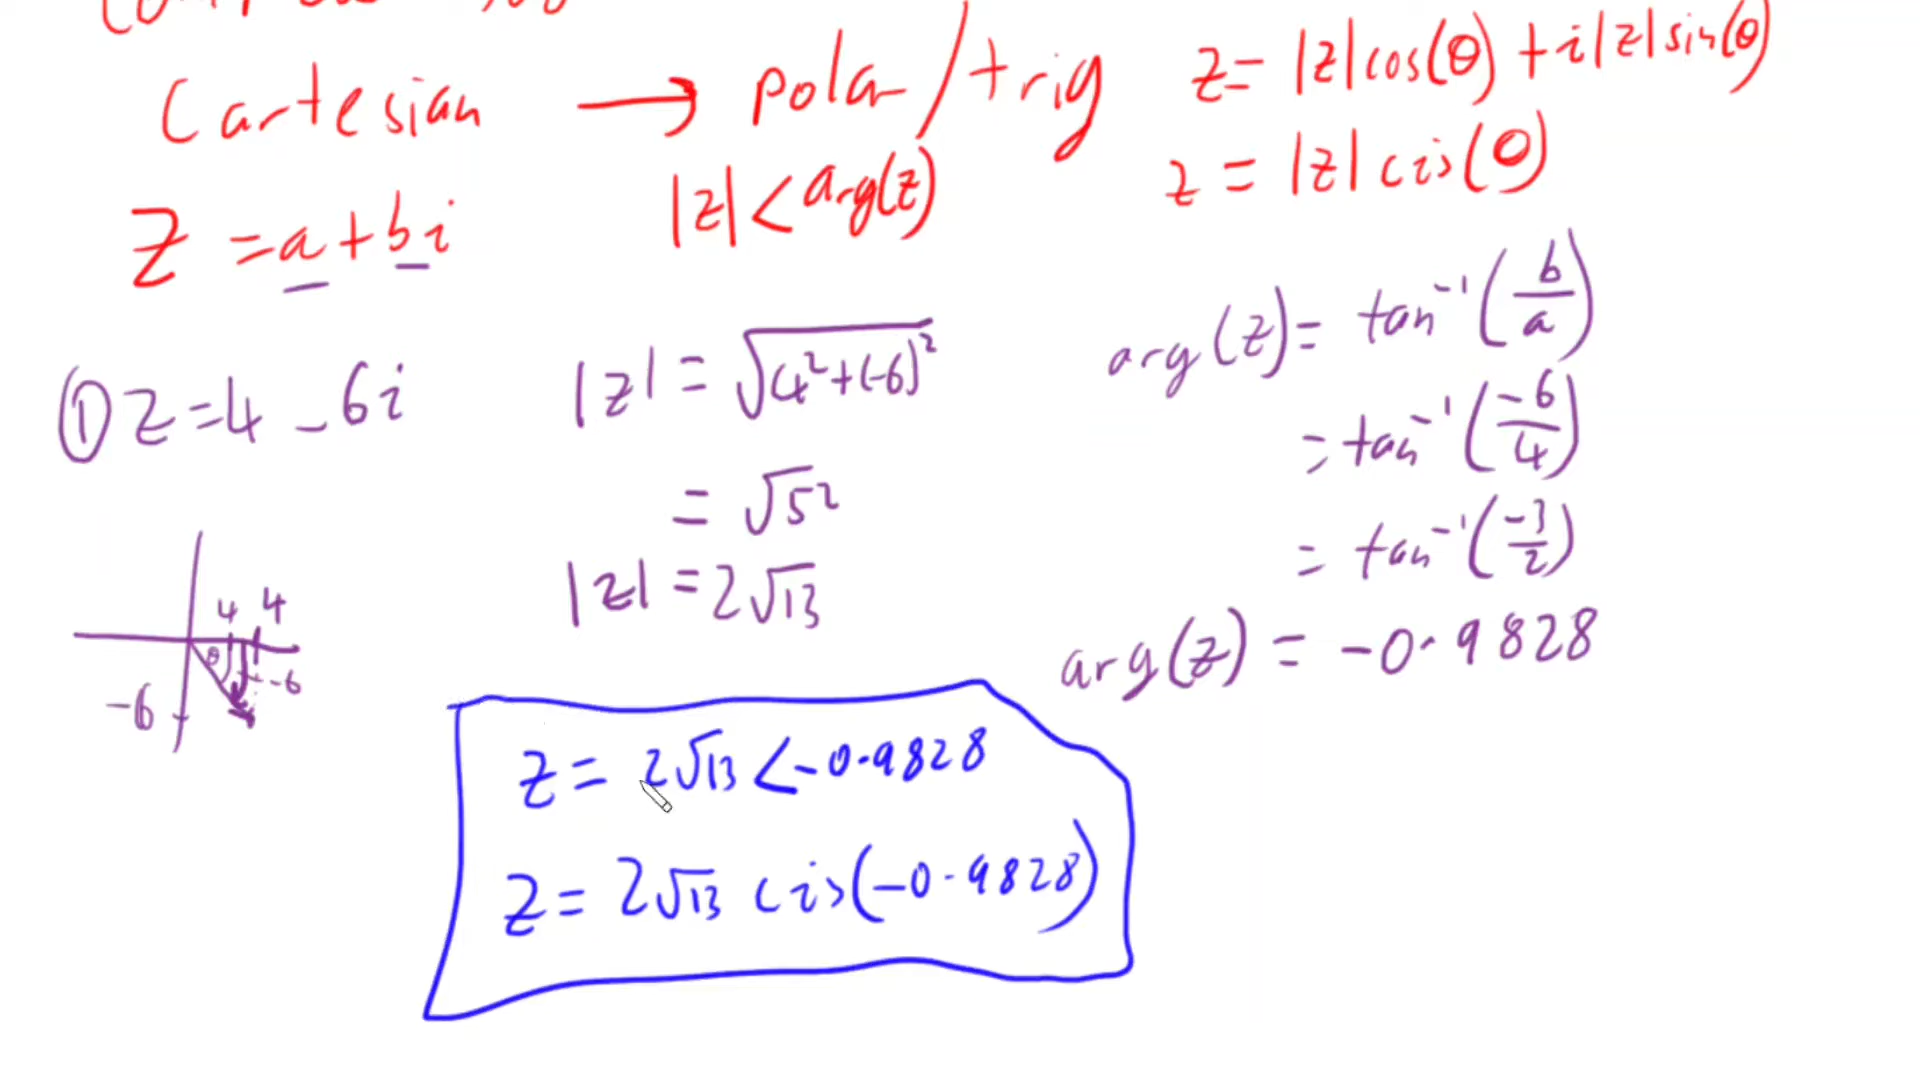 Cartesian → polar/trig
z = |z|cos(θ) + i|z|sin(θ)
z = |z|cis(θ)
z = a + bi
|z| < arg(z)
① z = 4 - 6i
|z| = √(4² + (-6)²)
= √52
|z| = 2√13
arg(z) = tan⁻¹(b/a)
= tan⁻¹(-6/4)
= tan⁻¹(-3/2)
arg(z) = -0.9828
4 4
θ
-6
-6
z = 2√13 < -0.9828
z = 2√13 cis(-0.9828)